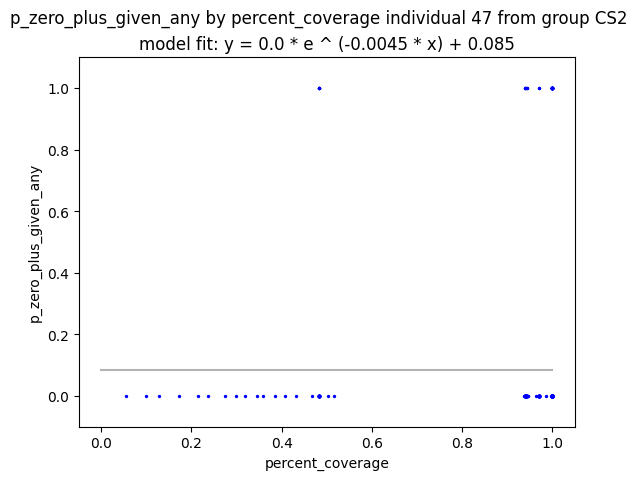 p_zero_plus_given_any by percent_coverage individual 47 from group CS2
model fit: y = 0.0 * e ^ (-0.0045 * x) + 0.085
1.0
0.8
0.6
0.4
0.2
0.0
p_zero_plus_given_any
0.0 0.2 0.4 0.6 0.8 1.0
percent_coverage